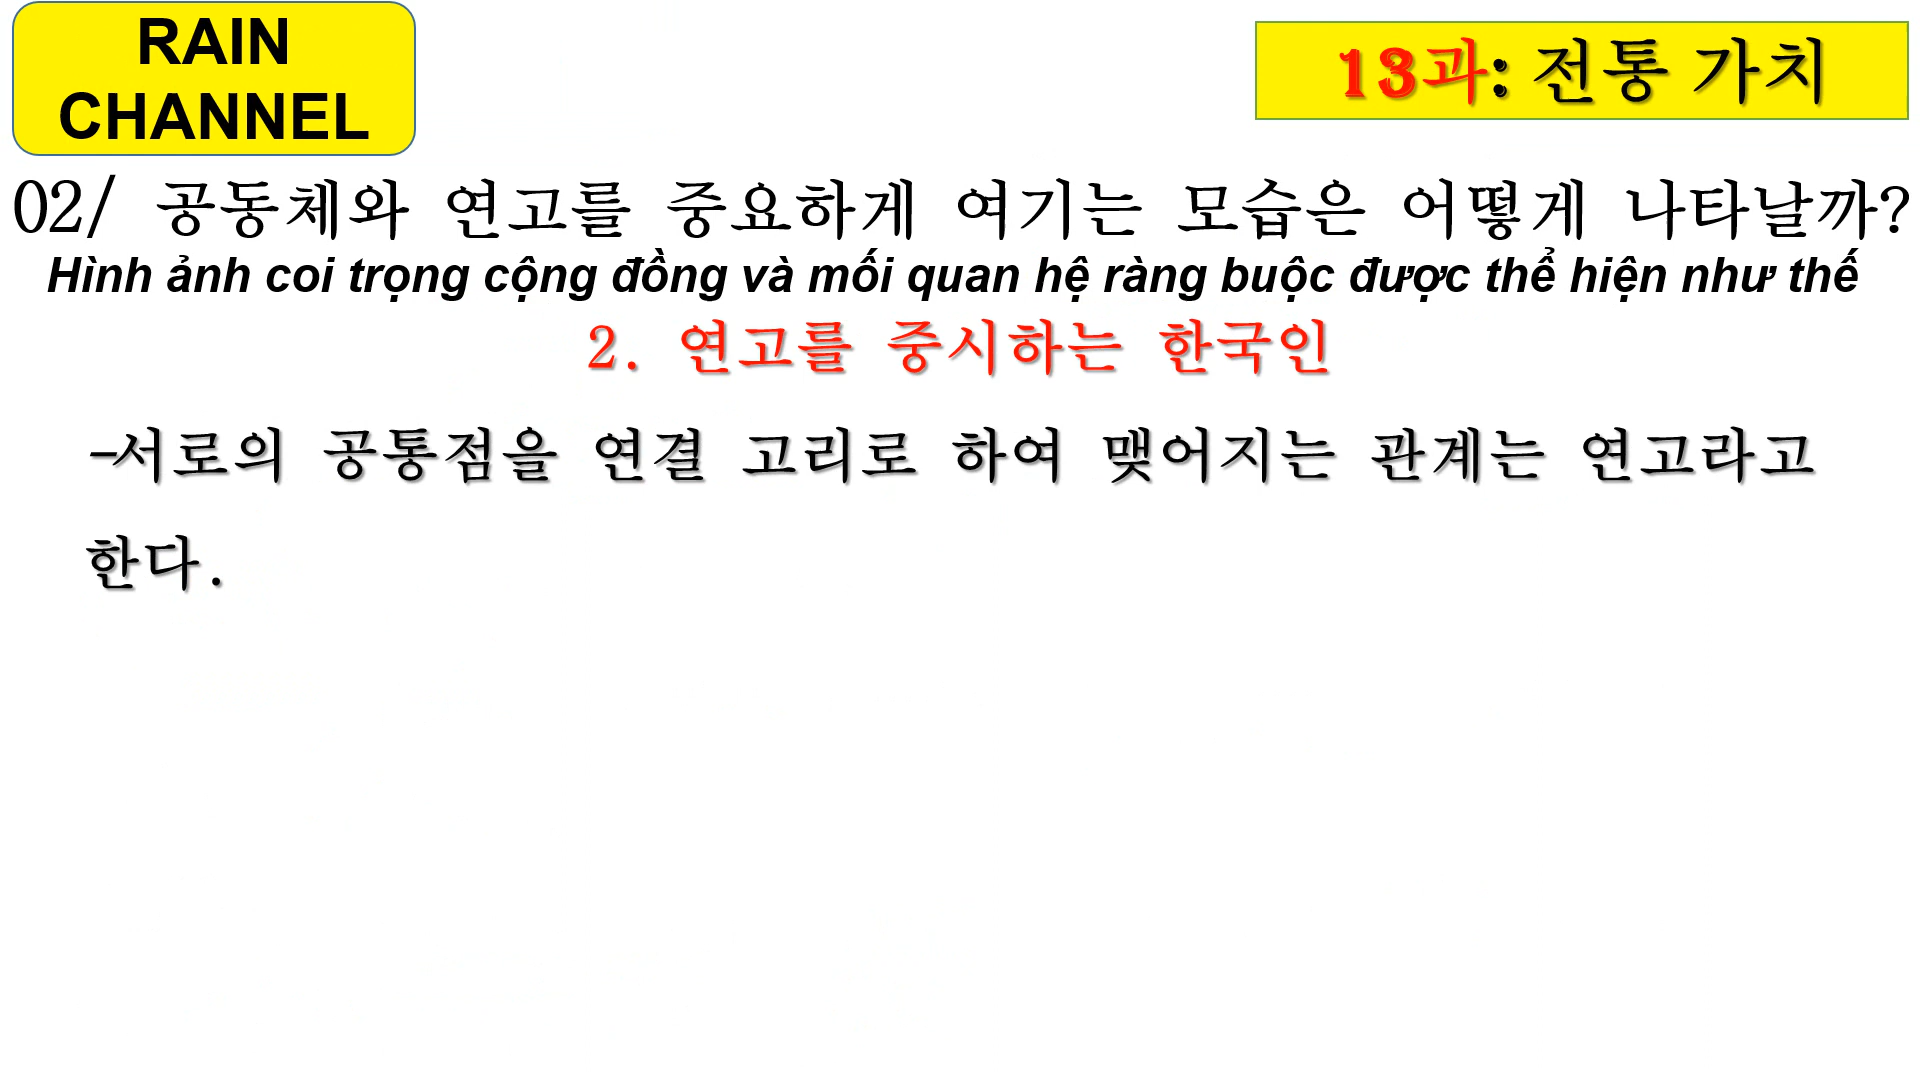 RAIN
CHANNEL
13과: 전통 가치
02/ 공동체와 연고를 중요하게 여기는 모습은 어떻게 나타날까?
Hình ảnh coi trọng cộng đồng và mối quan hệ ràng buộc được thể hiện như thế
2. 연고를 중시하는 한국인
-서로의 공통점을 연결 고리로 하여 맺어지는 관계는 연고라고
한다.